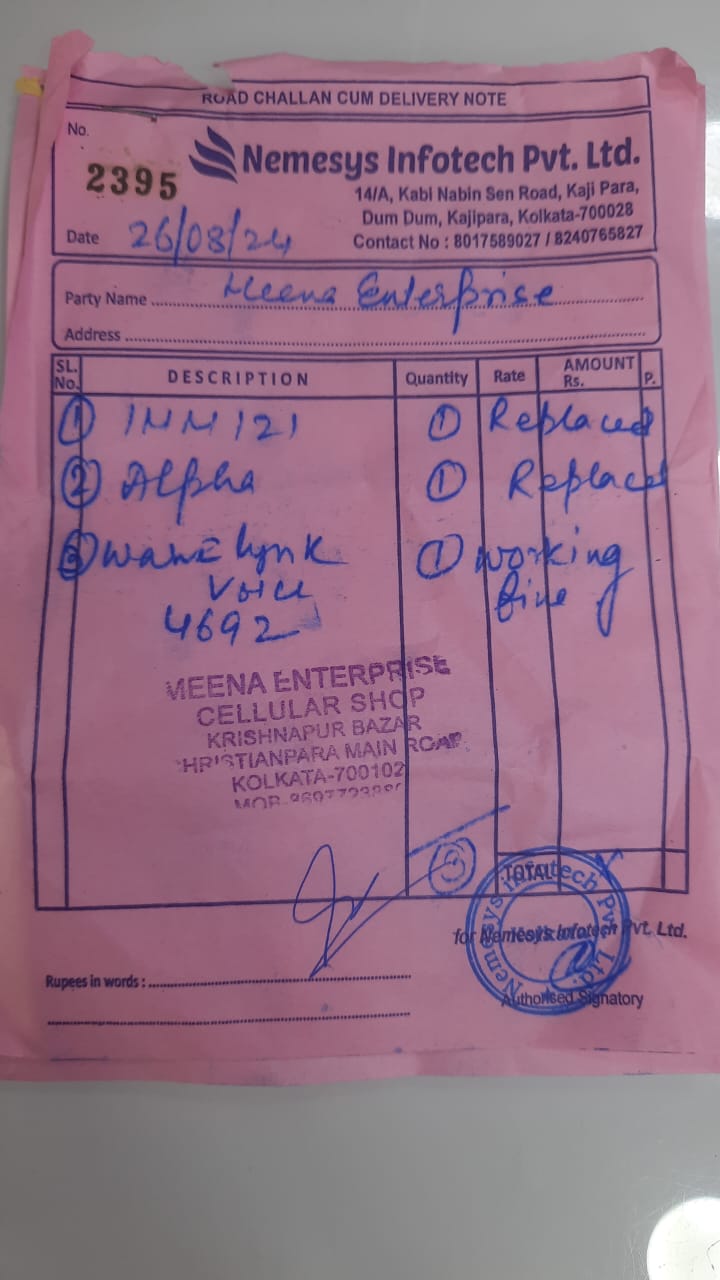 ROAD CHALLAN CUM DELIVERY NOTE
No. 2395
Nemesys Infotech Pvt. Ltd.
14/A, Kabi Nabin Sen Road, Kaji Para,
Dum Dum, Kajipara, Kolkata-700028
Contact No : 8017589027 / 8240765827
Date 26/08/24
Party Name Meena Enterprise
Address
SL. No. DESCRIPTION Quantity Rate AMOUNT Rs. P.
① ① Replaced
② Alpha ① Replaced
③ ① Working
Voice fine
4692
MEENA ENTERPRISE
CELLULAR SHOP
KRISHNAPUR BAZAR
CHRISTIANPARA MAIN ROAD
KOLKATA-700102
③ TOTAL
for Nemesys Infotech Pvt. Ltd.
Nemesys Infotech Pvt. Ltd.
Rupees in words :
Authorised Signatory